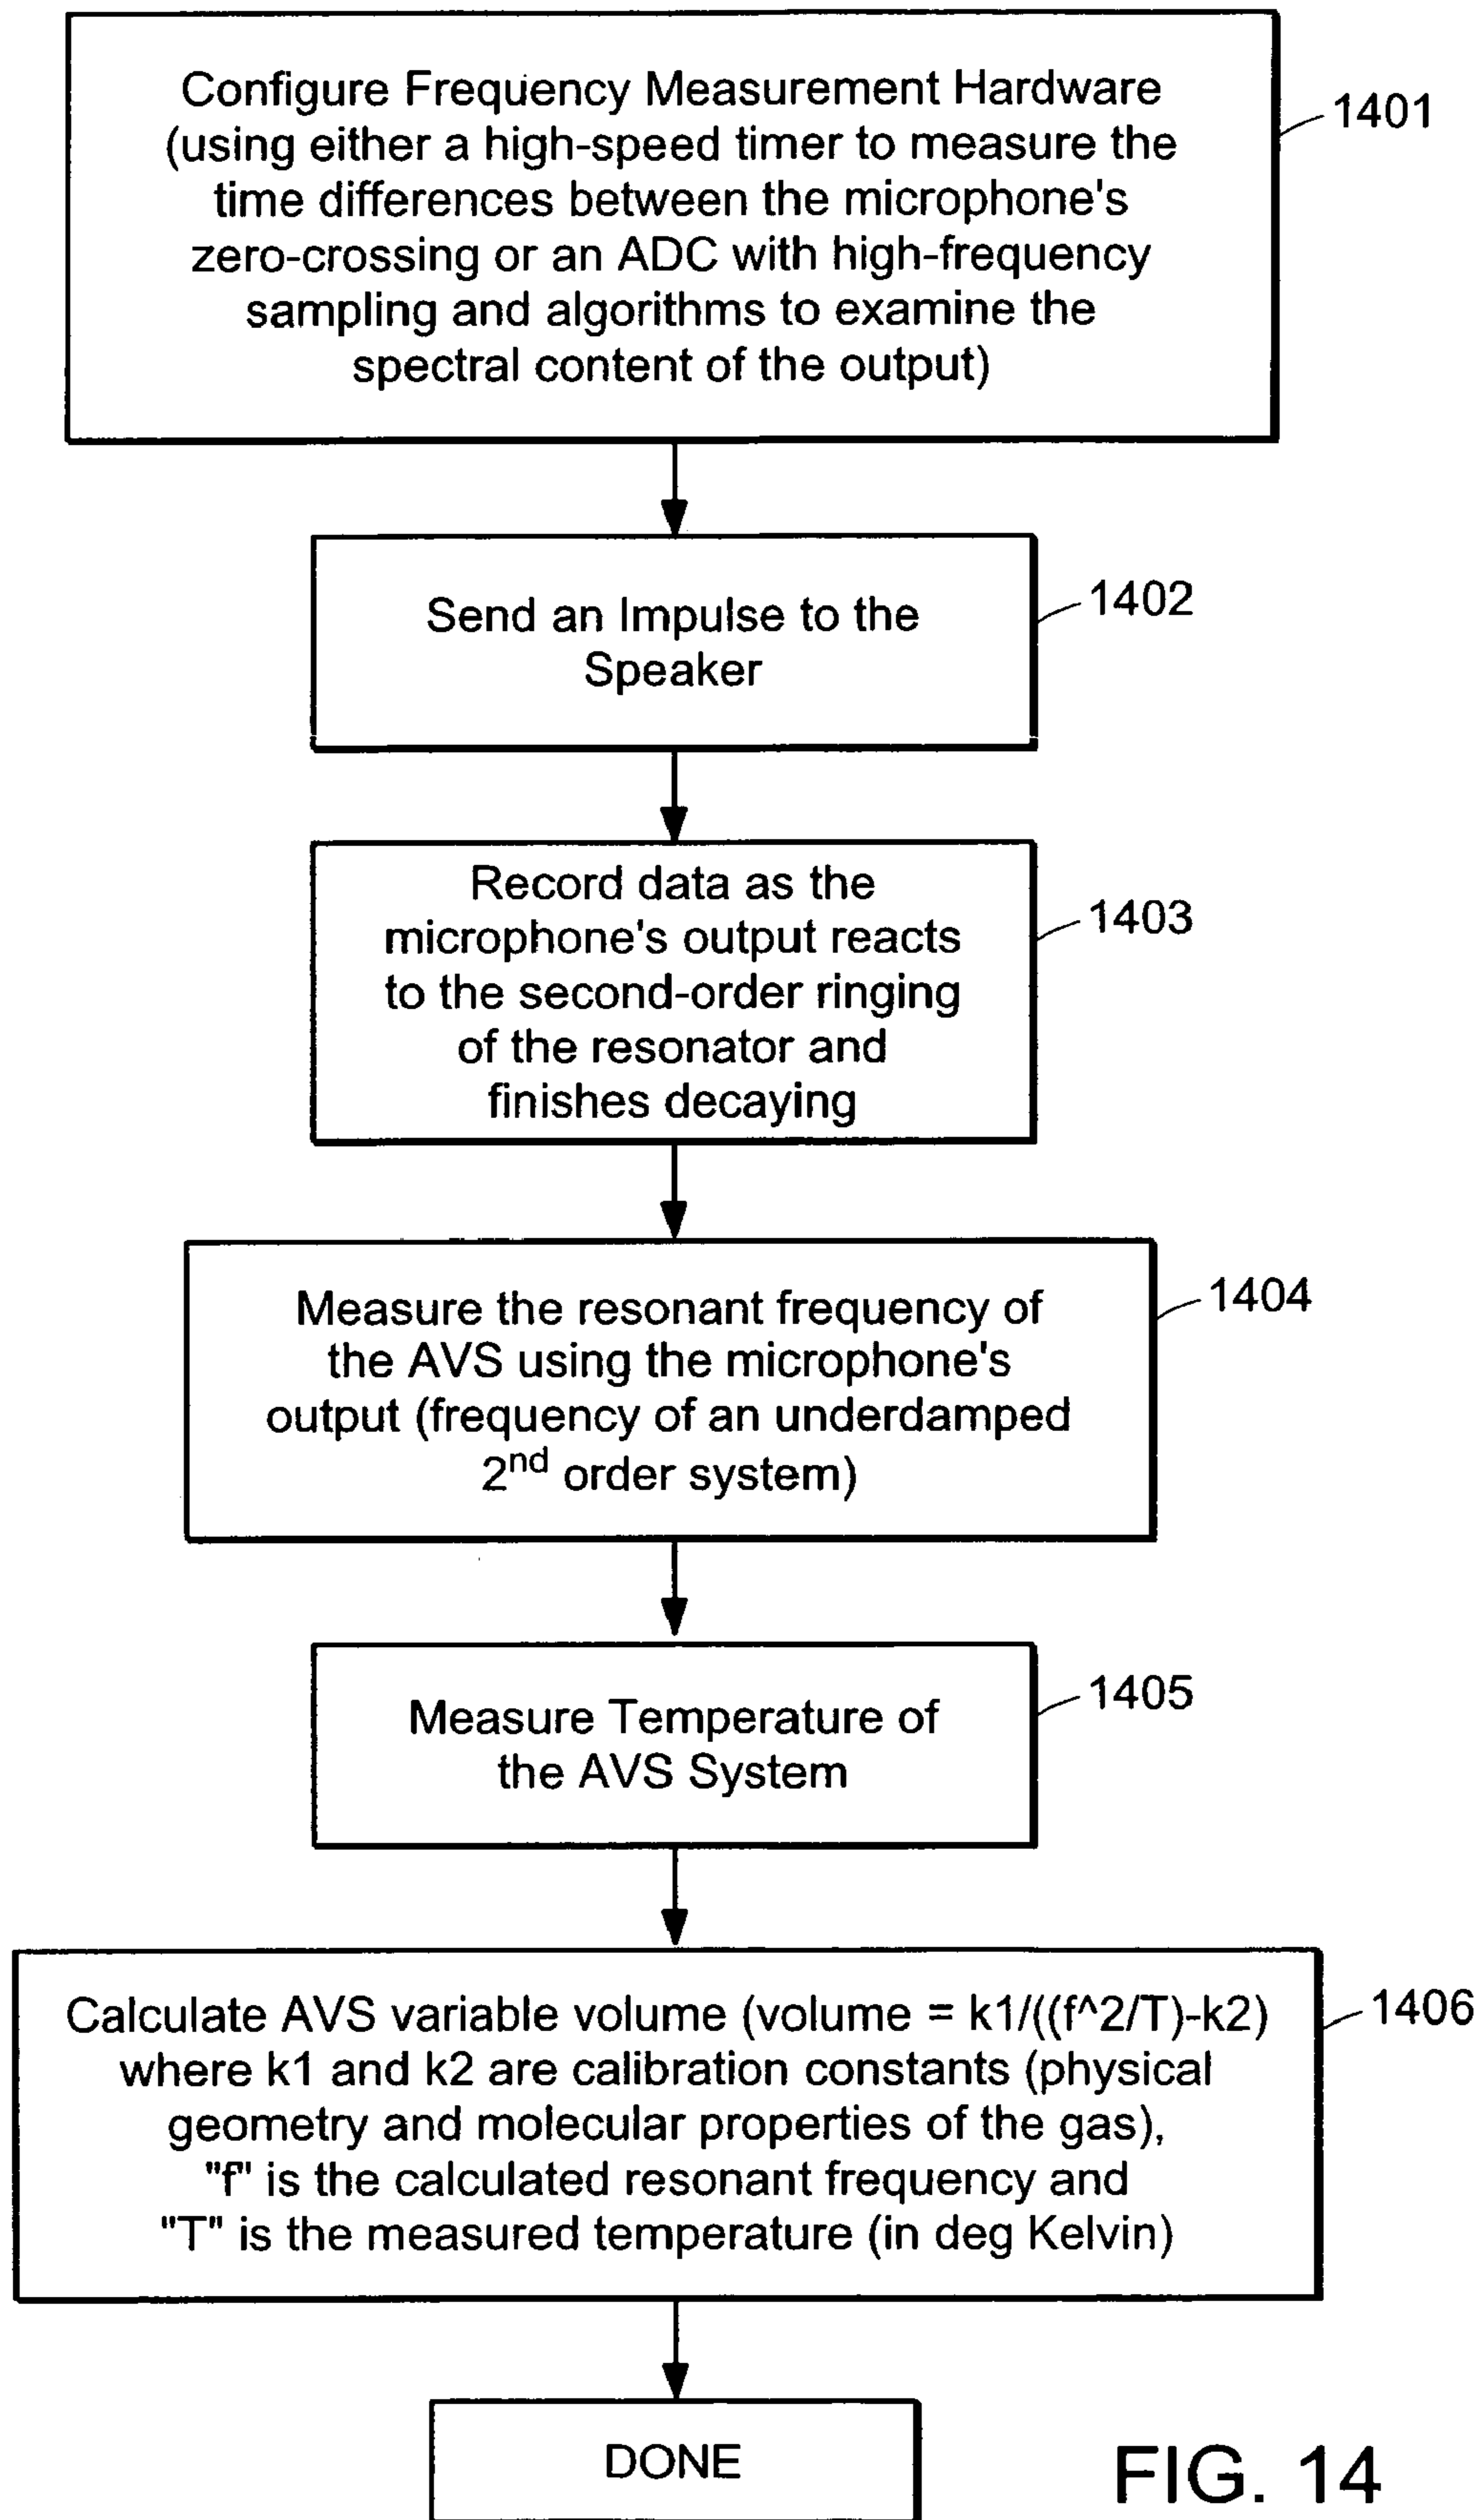 Configure Frequency Measurement Hardware
(using either a high-speed timer to measure the
time differences between the microphone's
zero-crossing or an ADC with high-frequency
sampling and algorithms to examine the
spectral content of the output)
1401
Send an Impulse to the
Speaker
1402
Record data as the
microphone's output reacts
to the second-order ringing
of the resonator and
finishes decaying
1403
Measure the resonant frequency of
the AVS using the microphone's
output (frequency of an underdamped
2nd order system)
1404
Measure Temperature of
the AVS System
1405
Calculate AVS variable volume (volume = k1/((f^2/T)-k2)
where k1 and k2 are calibration constants (physical
geometry and molecular properties of the gas),
"f" is the calculated resonant frequency and
"T" is the measured temperature (in deg Kelvin)
1406
DONE
FIG. 14